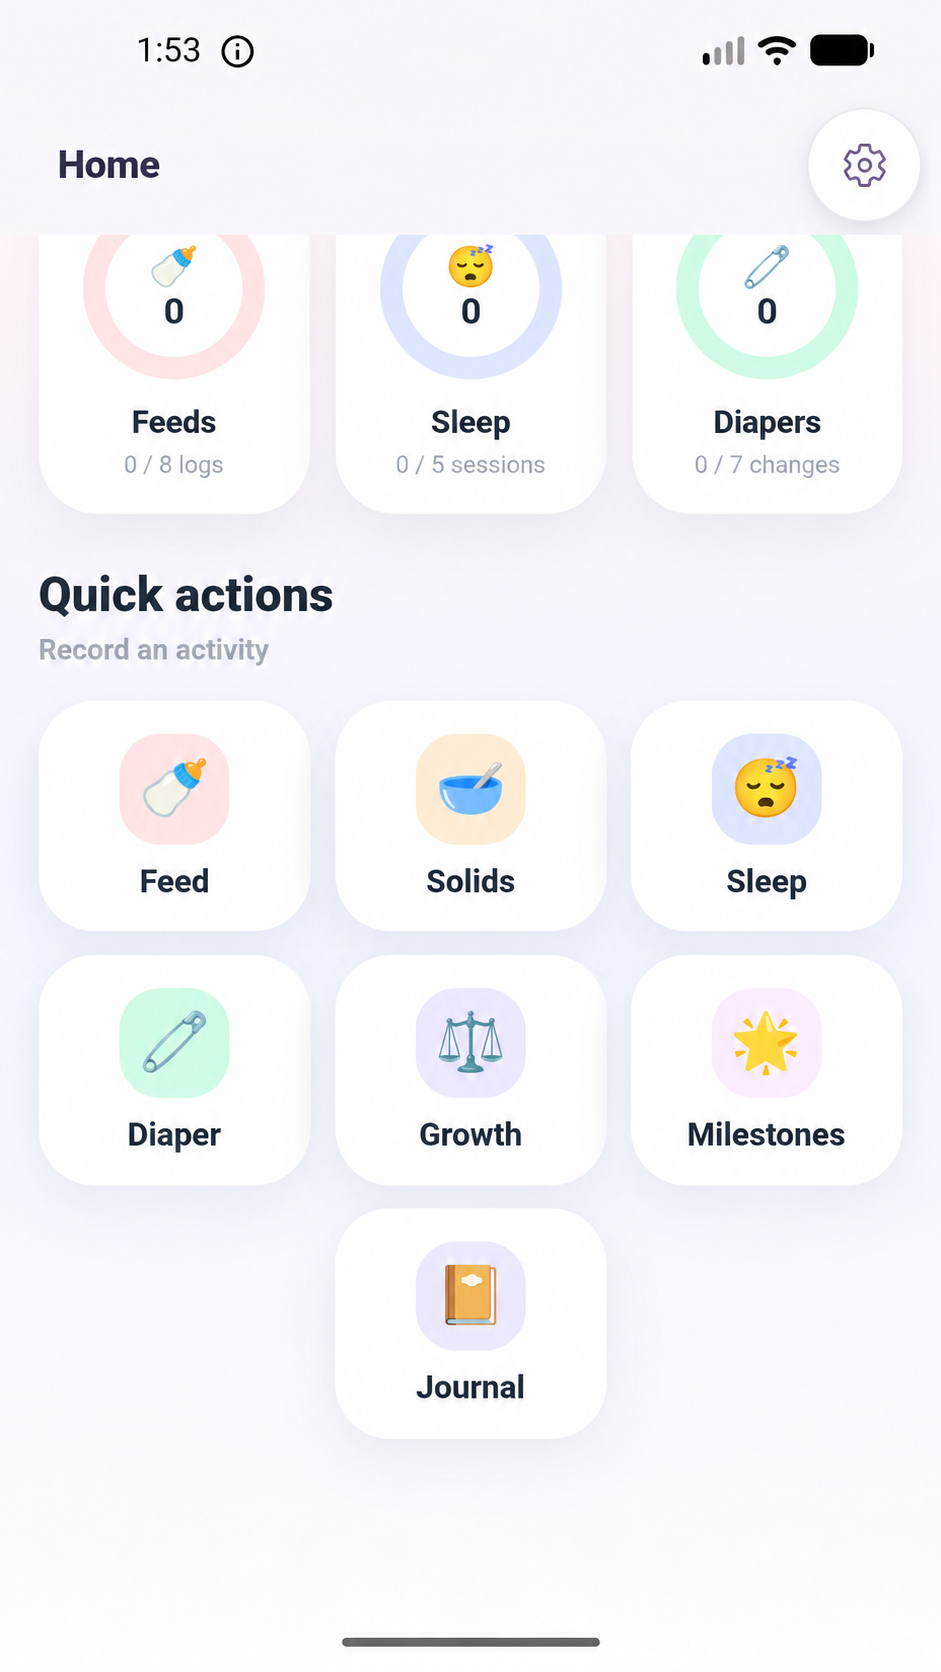 1:53
Home
0 0 0
Feeds Sleep Diapers
0 / 8 logs 0 / 5 sessions 0 / 7 changes
Quick actions
Record an activity
Feed Solids Sleep
Diaper Growth Milestones
Journal